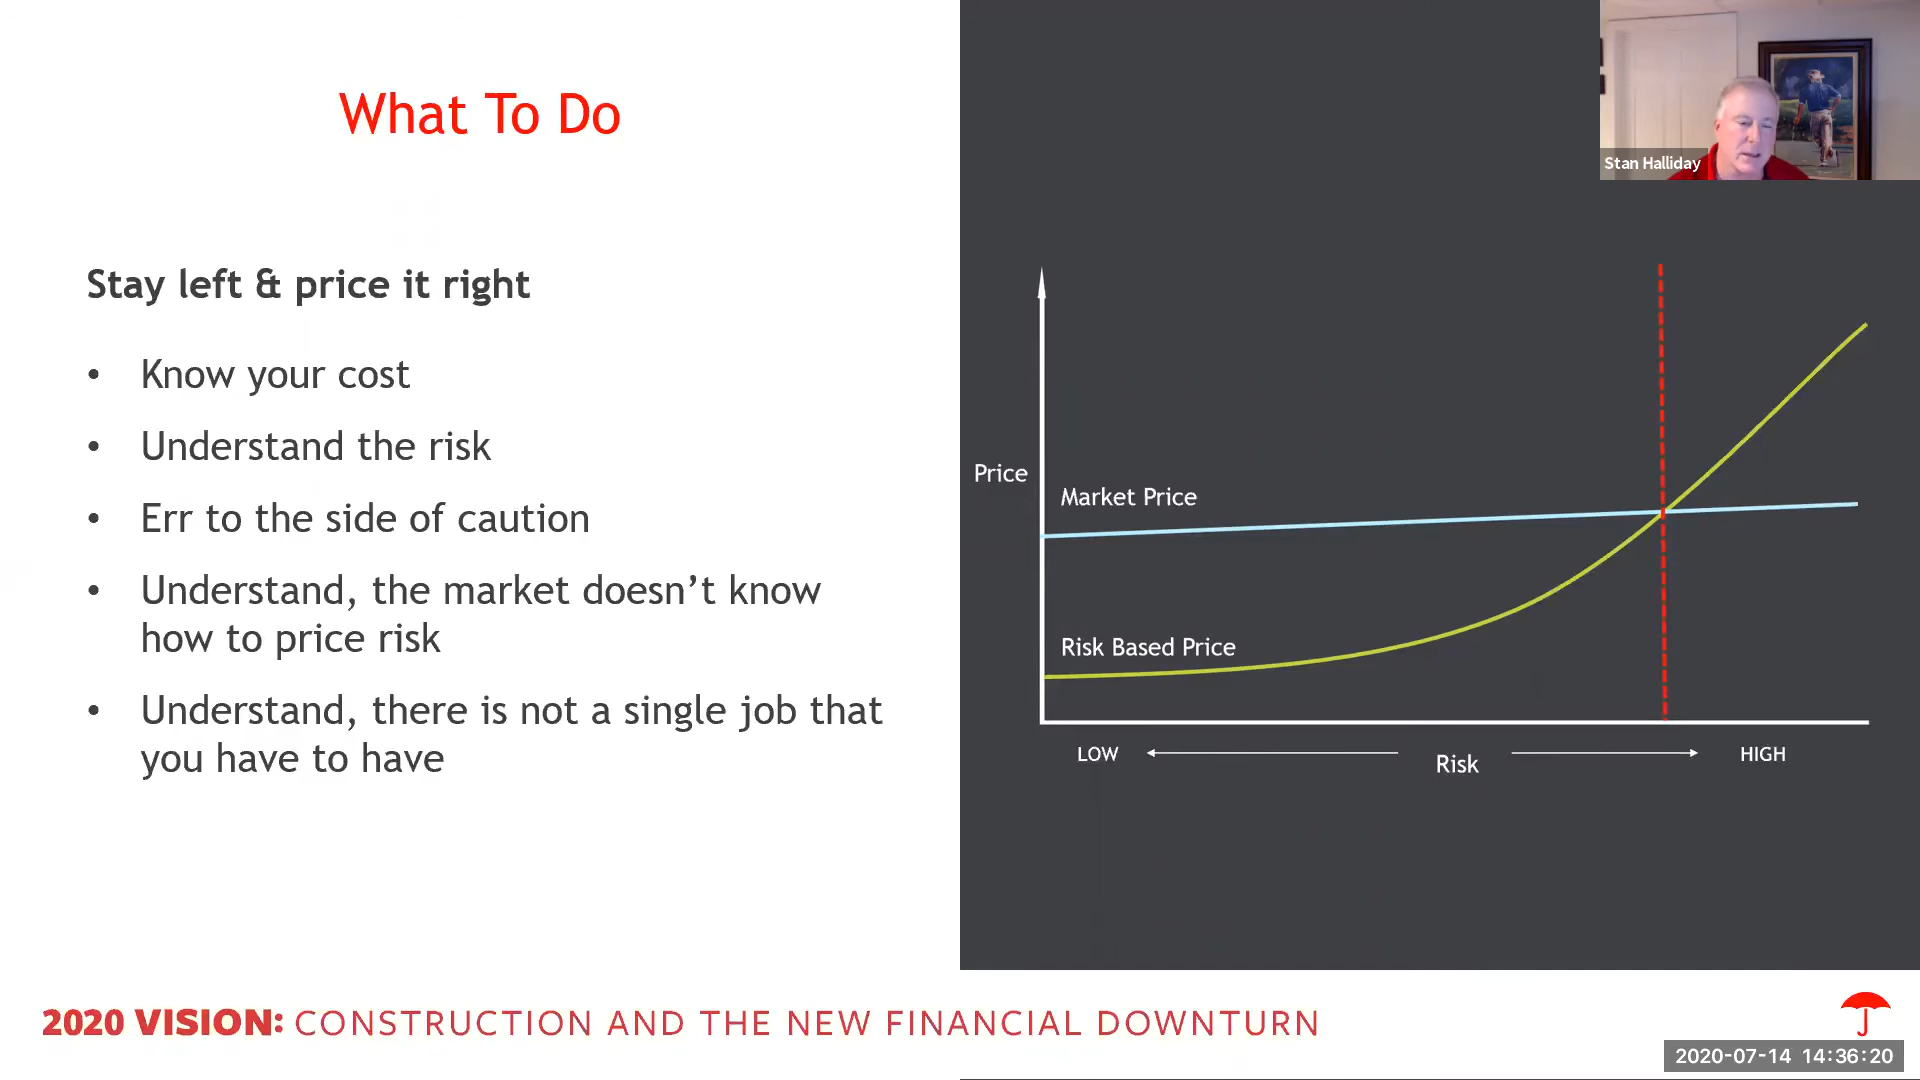 What To Do
Stay left & price it right
• Know your cost
• Understand the risk
• Err to the side of caution
• Understand, the market doesn’t know
how to price risk
• Understand, there is not a single job that
you have to have
Stan Halliday
Price
Market Price
Risk Based Price
LOW
Risk
HIGH
2020 VISION: CONSTRUCTION AND THE NEW FINANCIAL DOWNTURN
2020-07-14 14:36:20